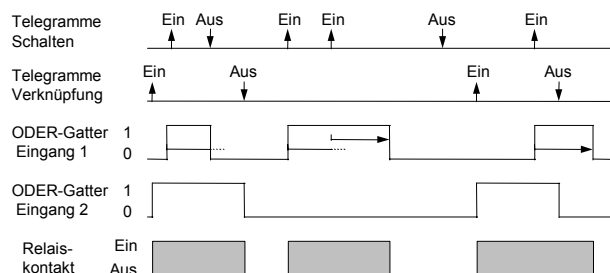 Telegramme
Schalten
Ein Aus Ein Ein Aus Ein
Telegramme
Verknüpfung
Ein Aus Ein Aus
ODER-Gatter 1
Eingang 1 0
ODER-Gatter 1
Eingang 2 0
Relais- Ein
kontakt Aus